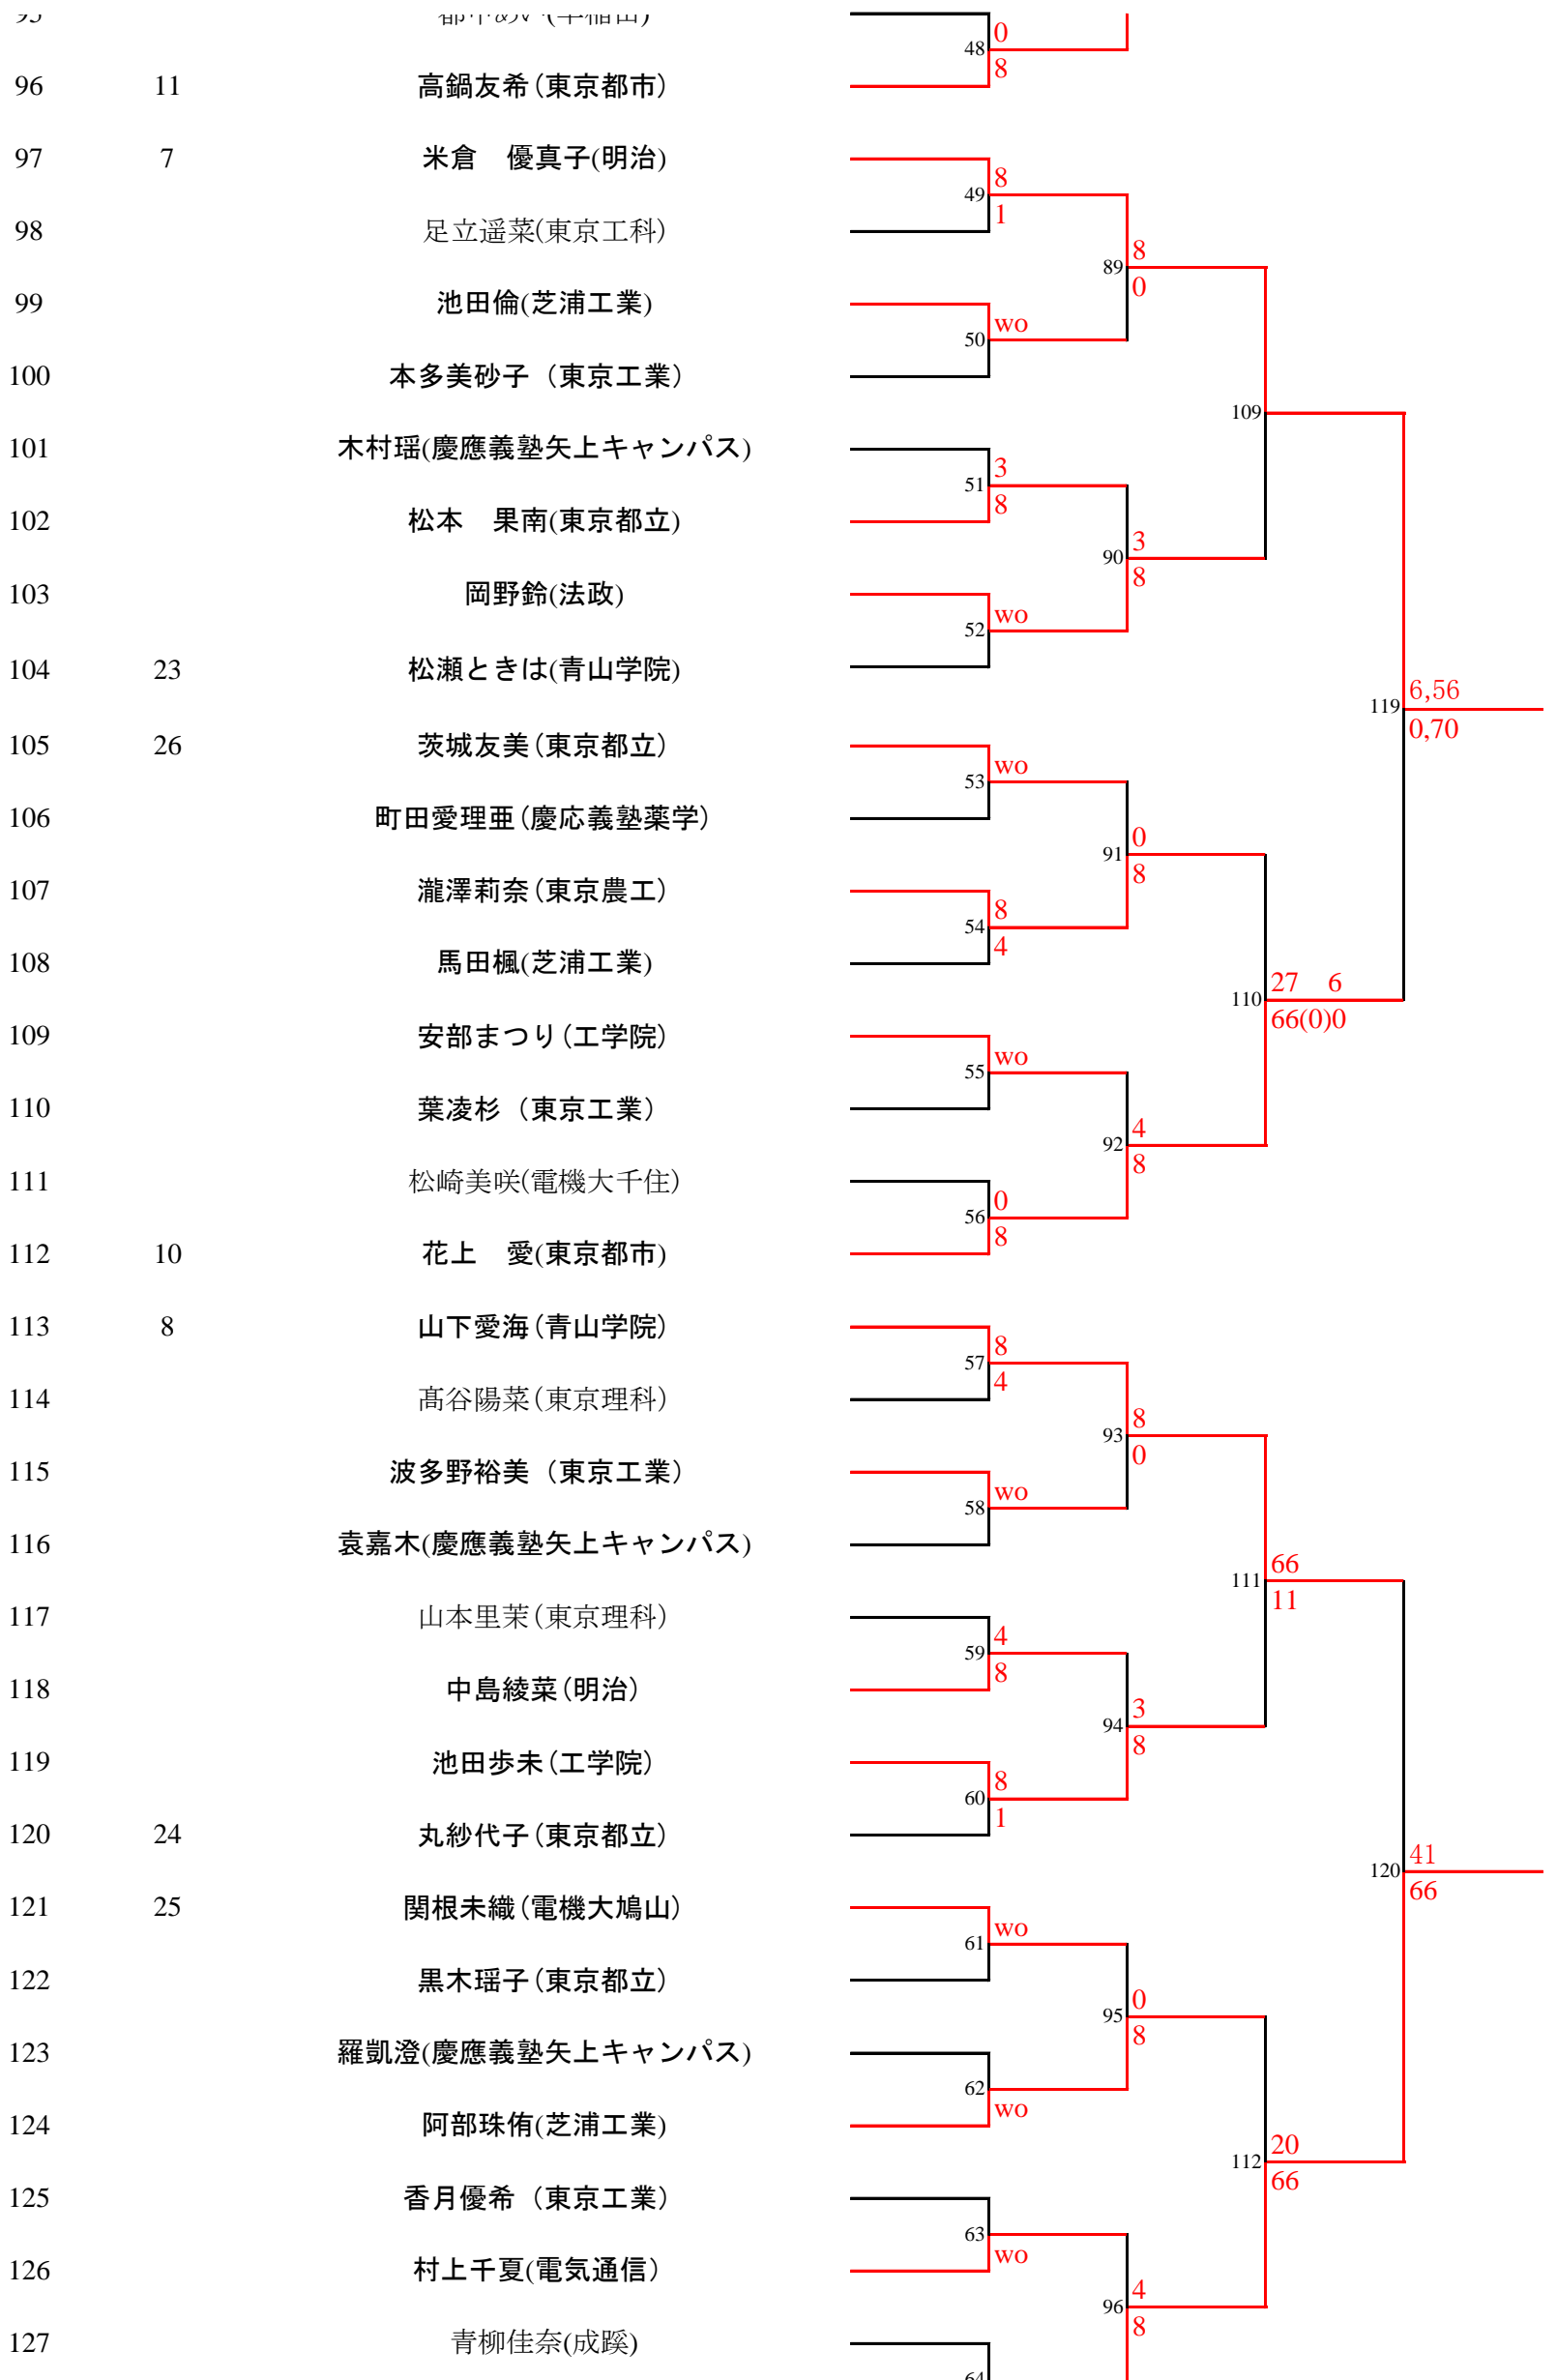 48
0
8
96 11 高鍋友希(東京都市)
97 7 米倉　優真子(明治)
8
49
1
98 足立遥菜(東京工科)
8
89
0
99 池田倫(芝浦工業)
wo
50
100 本多美砂子（東京工業）
109
101 木村瑶(慶應義塾矢上キャンパス)
3
51
8
102 松本　果南(東京都立)
3
90
8
103 岡野鈴(法政)
wo
52
104 23 松瀬ときは(青山学院)
6,56
119
0,70
105 26 茨城友美(東京都立)
wo
53
106 町田愛理亜(慶応義塾薬学)
0
91
8
107 瀧澤莉奈(東京農工)
8
54
4
108 馬田楓(芝浦工業)
27 6
110
66(0)0
109 安部まつり(工学院)
wo
55
110 葉凌杉（東京工業）
4
92
8
111 松崎美咲(電機大千住)
0
56
8
112 10 花上　愛(東京都市)
113 8 山下愛海(青山学院)
8
57
4
114 髙谷陽菜(東京理科)
8
93
0
115 波多野裕美（東京工業）
wo
58
116 袁嘉木(慶應義塾矢上キャンパス)
66
111
11
117 山本里茉(東京理科)
4
59
8
118 中島綾菜(明治)
3
94
8
119 池田歩未(工学院)
8
60
1
120 24 丸紗代子(東京都立)
41
120
66
121 25 関根未織(電機大鳩山)
wo
61
122 黒木瑶子(東京都立)
0
95
8
123 羅凱澄(慶應義塾矢上キャンパス)
62
wo
124 阿部珠侑(芝浦工業)
20
112
66
125 香月優希（東京工業）
63
wo
126 村上千夏(電気通信)
4
96
8
127 青柳佳奈(成蹊)